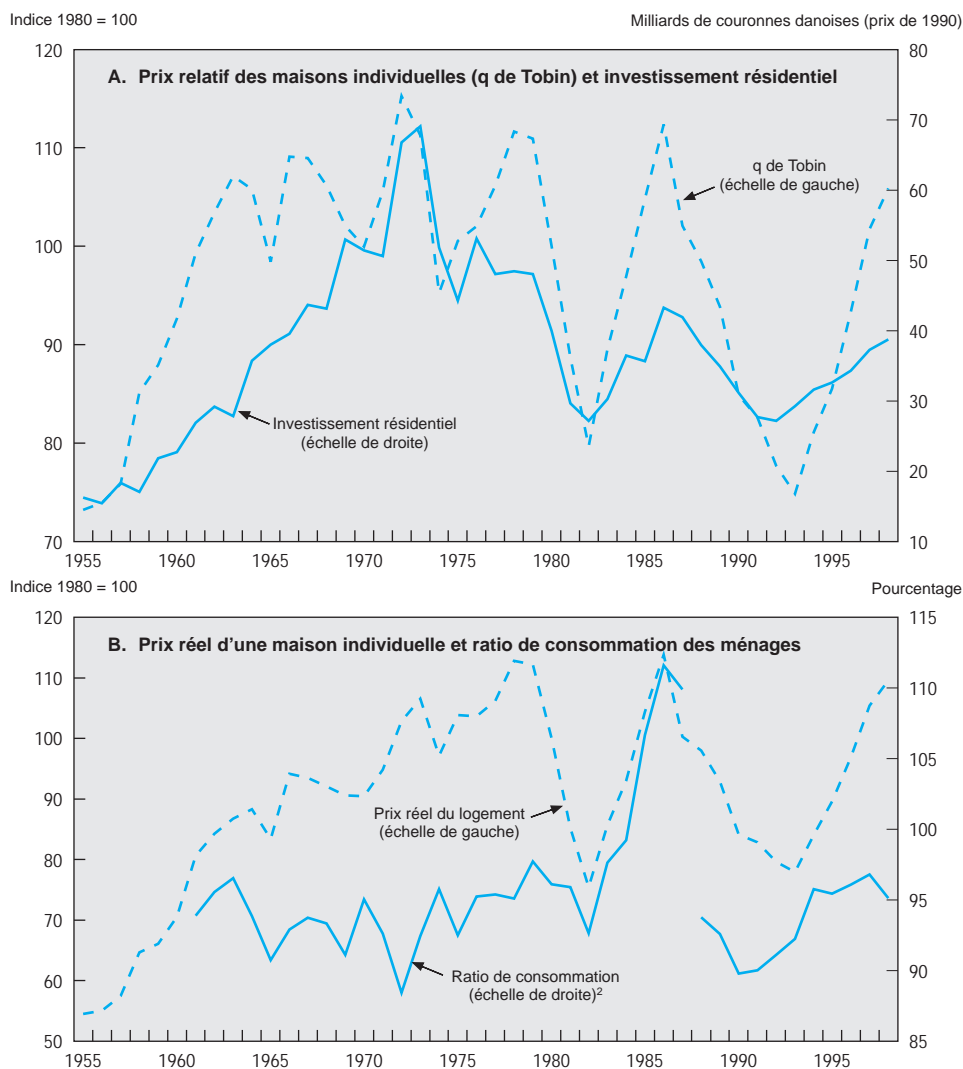 Indice 1980 = 100
Milliards de couronnes danoises (prix de 1990)
A. Prix relatif des maisons individuelles (q de Tobin) et investissement résidentiel
120
110
100
90
80
70
80
70
60
50
40
30
20
10
q de Tobin
(échelle de gauche)
Investissement résidentiel
(échelle de droite)
1955 1960 1965 1970 1975 1980 1985 1990 1995
Indice 1980 = 100
Pourcentage
B. Prix réel d'une maison individuelle et ratio de consommation des ménages
120
110
100
90
80
70
60
50
115
110
105
100
95
90
85
Prix réel du logement
(échelle de gauche)
Ratio de consommation
(échelle de droite)2
1955 1960 1965 1970 1975 1980 1985 1990 1995